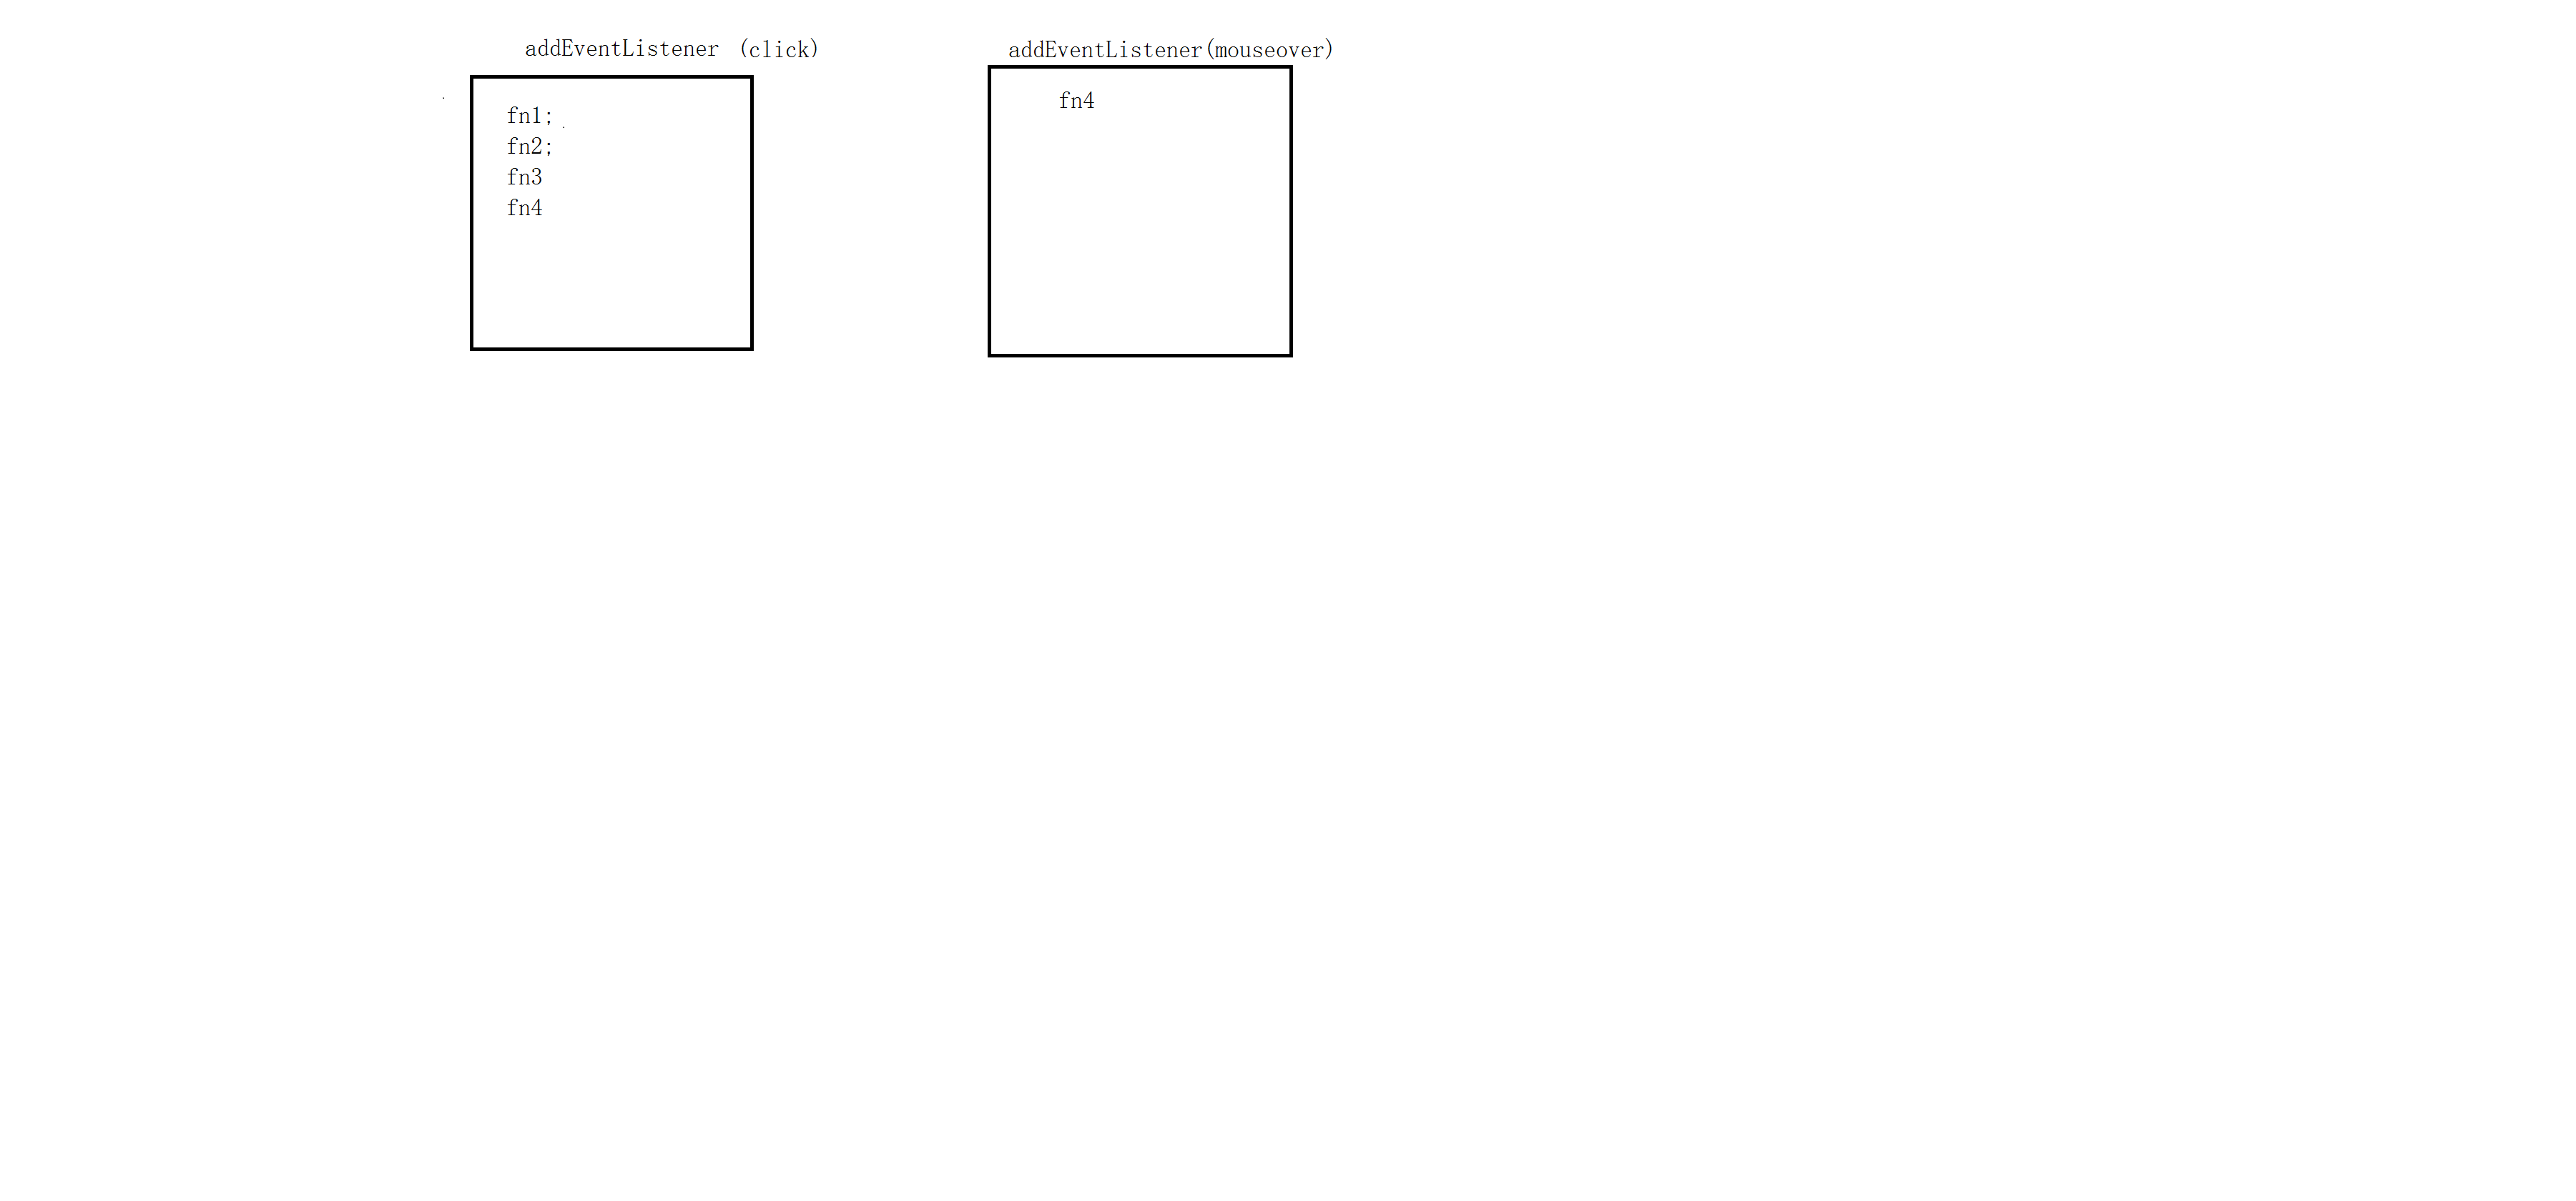 addEventListener (click)
fn1;
fn2;
fn3
fn4
addEventListener(mouseover)
fn4